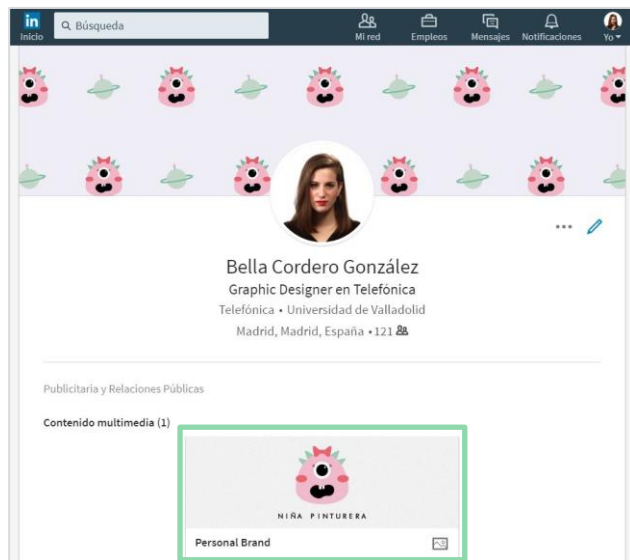 in
Inicio
Búsqueda
Mi red
Empleos
Mensajes
Notificaciones
Yo
Bella Cordero González
Graphic Designer en Telefónica
Telefónica • Universidad de Valladolid
Madrid, Madrid, España • 121
Publicitaria y Relaciones Públicas
Contenido multimedia (1)
NIÑA PINTURERA
Personal Brand